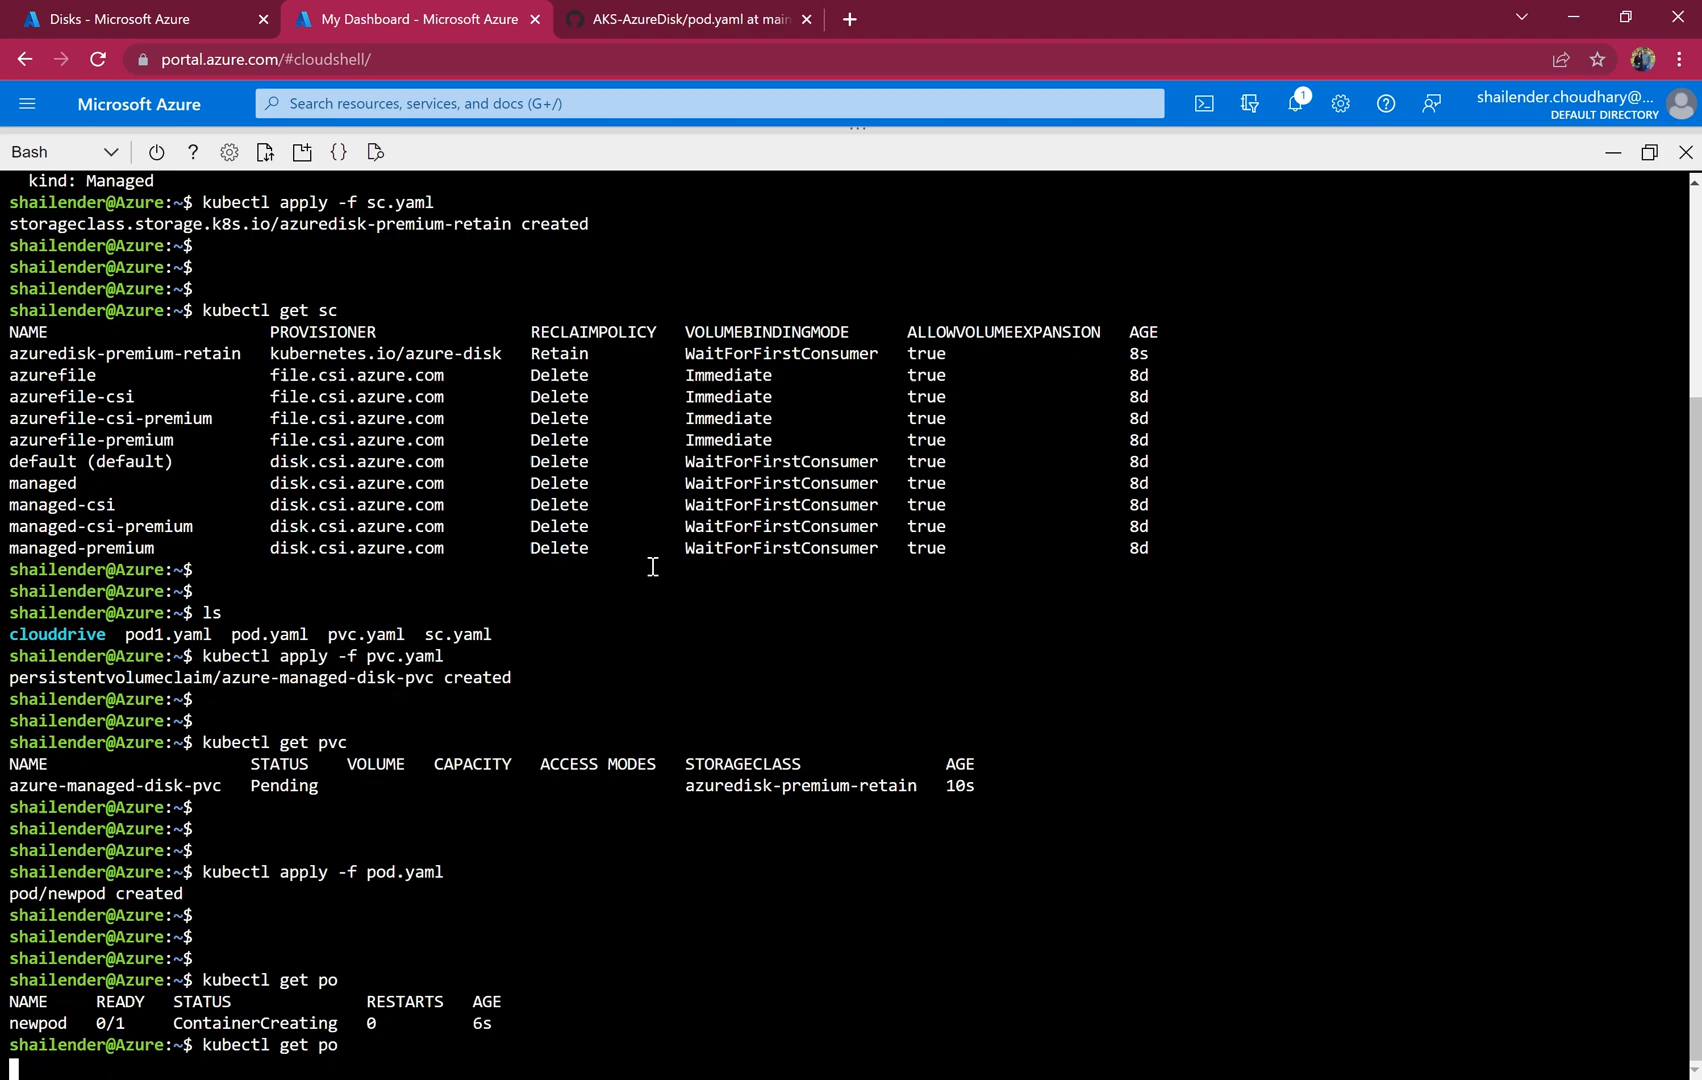 Disks - Microsoft Azure
My Dashboard - Microsoft Azure
AKS-AzureDisk/pod.yaml at main
portal.azure.com/#cloudshell/
Microsoft Azure
Search resources, services, and docs (G+/)
1
shailender.choudhary@...
DEFAULT DIRECTORY
Bash
kind: Managed
shailender@Azure:~$ kubectl apply -f sc.yaml
storageclass.storage.k8s.io/azuredisk-premium-retain created
shailender@Azure:~$
shailender@Azure:~$
shailender@Azure:~$
shailender@Azure:~$ kubectl get sc
NAME PROVISIONER RECLAIMPOLICY VOLUMEBINDINGMODE ALLOWVOLUMEEXPANSION AGE
azuredisk-premium-retain kubernetes.io/azure-disk Retain WaitForFirstConsumer true 8s
azurefile file.csi.azure.com Delete Immediate true 8d
azurefile-csi file.csi.azure.com Delete Immediate true 8d
azurefile-csi-premium file.csi.azure.com Delete Immediate true 8d
azurefile-premium file.csi.azure.com Delete Immediate true 8d
default (default) disk.csi.azure.com Delete WaitForFirstConsumer true 8d
managed disk.csi.azure.com Delete WaitForFirstConsumer true 8d
managed-csi disk.csi.azure.com Delete WaitForFirstConsumer true 8d
managed-csi-premium disk.csi.azure.com Delete WaitForFirstConsumer true 8d
managed-premium disk.csi.azure.com Delete WaitForFirstConsumer true 8d
shailender@Azure:~$
shailender@Azure:~$
shailender@Azure:~$ ls
clouddrive pod1.yaml pod.yaml pvc.yaml sc.yaml
shailender@Azure:~$ kubectl apply -f pvc.yaml
persistentvolumeclaim/azure-managed-disk-pvc created
shailender@Azure:~$
shailender@Azure:~$
shailender@Azure:~$ kubectl get pvc
NAME STATUS VOLUME CAPACITY ACCESS MODES STORAGECLASS AGE
azure-managed-disk-pvc Pending azuredisk-premium-retain 10s
shailender@Azure:~$
shailender@Azure:~$
shailender@Azure:~$
shailender@Azure:~$ kubectl apply -f pod.yaml
pod/newpod created
shailender@Azure:~$
shailender@Azure:~$
shailender@Azure:~$
shailender@Azure:~$ kubectl get po
NAME READY STATUS RESTARTS AGE
newpod 0/1 ContainerCreating 0 6s
shailender@Azure:~$ kubectl get po